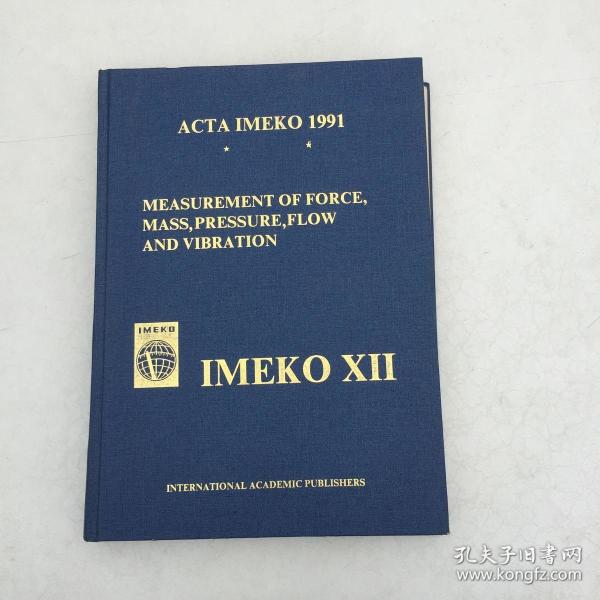 ACTA IMEKO 1991
* *
MEASUREMENT OF FORCE,
MASS,PRESSURE,FLOW
AND VIBRATION
IMEKO
IMEKO XII
INTERNATIONAL ACADEMIC PUBLISHERS
孔夫子旧书网
www.kongfz.com